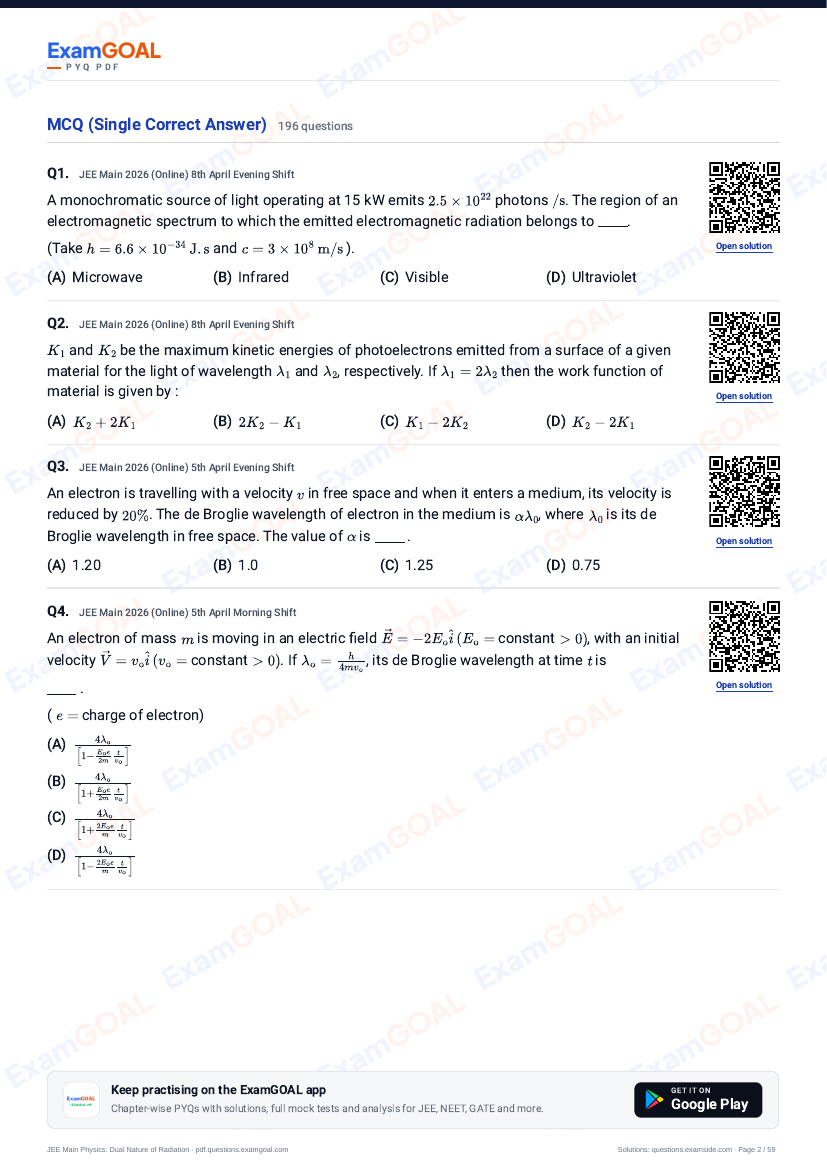 ExamGOAL
PYQ PDF
MCQ (Single Correct Answer) 196 questions
Q1. JEE Main 2026 (Online) 8th April Evening Shift
A monochromatic source of light operating at 15 kW emits 2.5 × 10²² photons /s. The region of an
electromagnetic spectrum to which the emitted electromagnetic radiation belongs to ____.
(Take h = 6.6 × 10⁻³⁴ J.s and c = 3 × 10⁸ m/s).
(A) Microwave (B) Infrared (C) Visible (D) Ultraviolet
Open solution
Q2. JEE Main 2026 (Online) 8th April Evening Shift
K₁ and K₂ be the maximum kinetic energies of photoelectrons emitted from a surface of a given
material for the light of wavelength λ₁ and λ₂, respectively. If λ₁ = 2λ₂ then the work function of
material is given by :
(A) K₂ + 2K₁ (B) 2K₂ − K₁ (C) K₁ − 2K₂ (D) K₂ − 2K₁
Open solution
Q3. JEE Main 2026 (Online) 5th April Evening Shift
An electron is travelling with a velocity v in free space and when it enters a medium, its velocity is
reduced by 20%. The de Broglie wavelength of electron in the medium is αλ₀, where λ₀ is its de
Broglie wavelength in free space. The value of α is ____ .
(A) 1.20 (B) 1.0 (C) 1.25 (D) 0.75
Open solution
Q4. JEE Main 2026 (Online) 5th April Morning Shift
An electron of mass m is moving in an electric field E⃗ = −2Eₒî (Eₒ = constant > 0), with an initial
velocity V⃗ = vₒî (vₒ = constant > 0). If λₒ = h/(4mvₒ), its de Broglie wavelength at time t is
____ .
( e = charge of electron)
(A) 4λₒ/[1−(Eₒe/2m)(t/vₒ)]
(B) 4λₒ/[1+(Eₒe/2m)(t/vₒ)]
(C) 4λₒ/[1+(2Eₒe/m)(t/vₒ)]
(D) 4λₒ/[1−(2Eₒe/m)(t/vₒ)]
Open solution
ExamGOAL
Keep practising on the ExamGOAL app
Chapter-wise PYQs with solutions, full mock tests and analysis for JEE, NEET, GATE and more.
GET IT ON
Google Play
JEE Main Physics: Dual Nature of Radiation · pdf.questions.examgoal.com
Solutions: questions.examside.com · Page 2 / 59